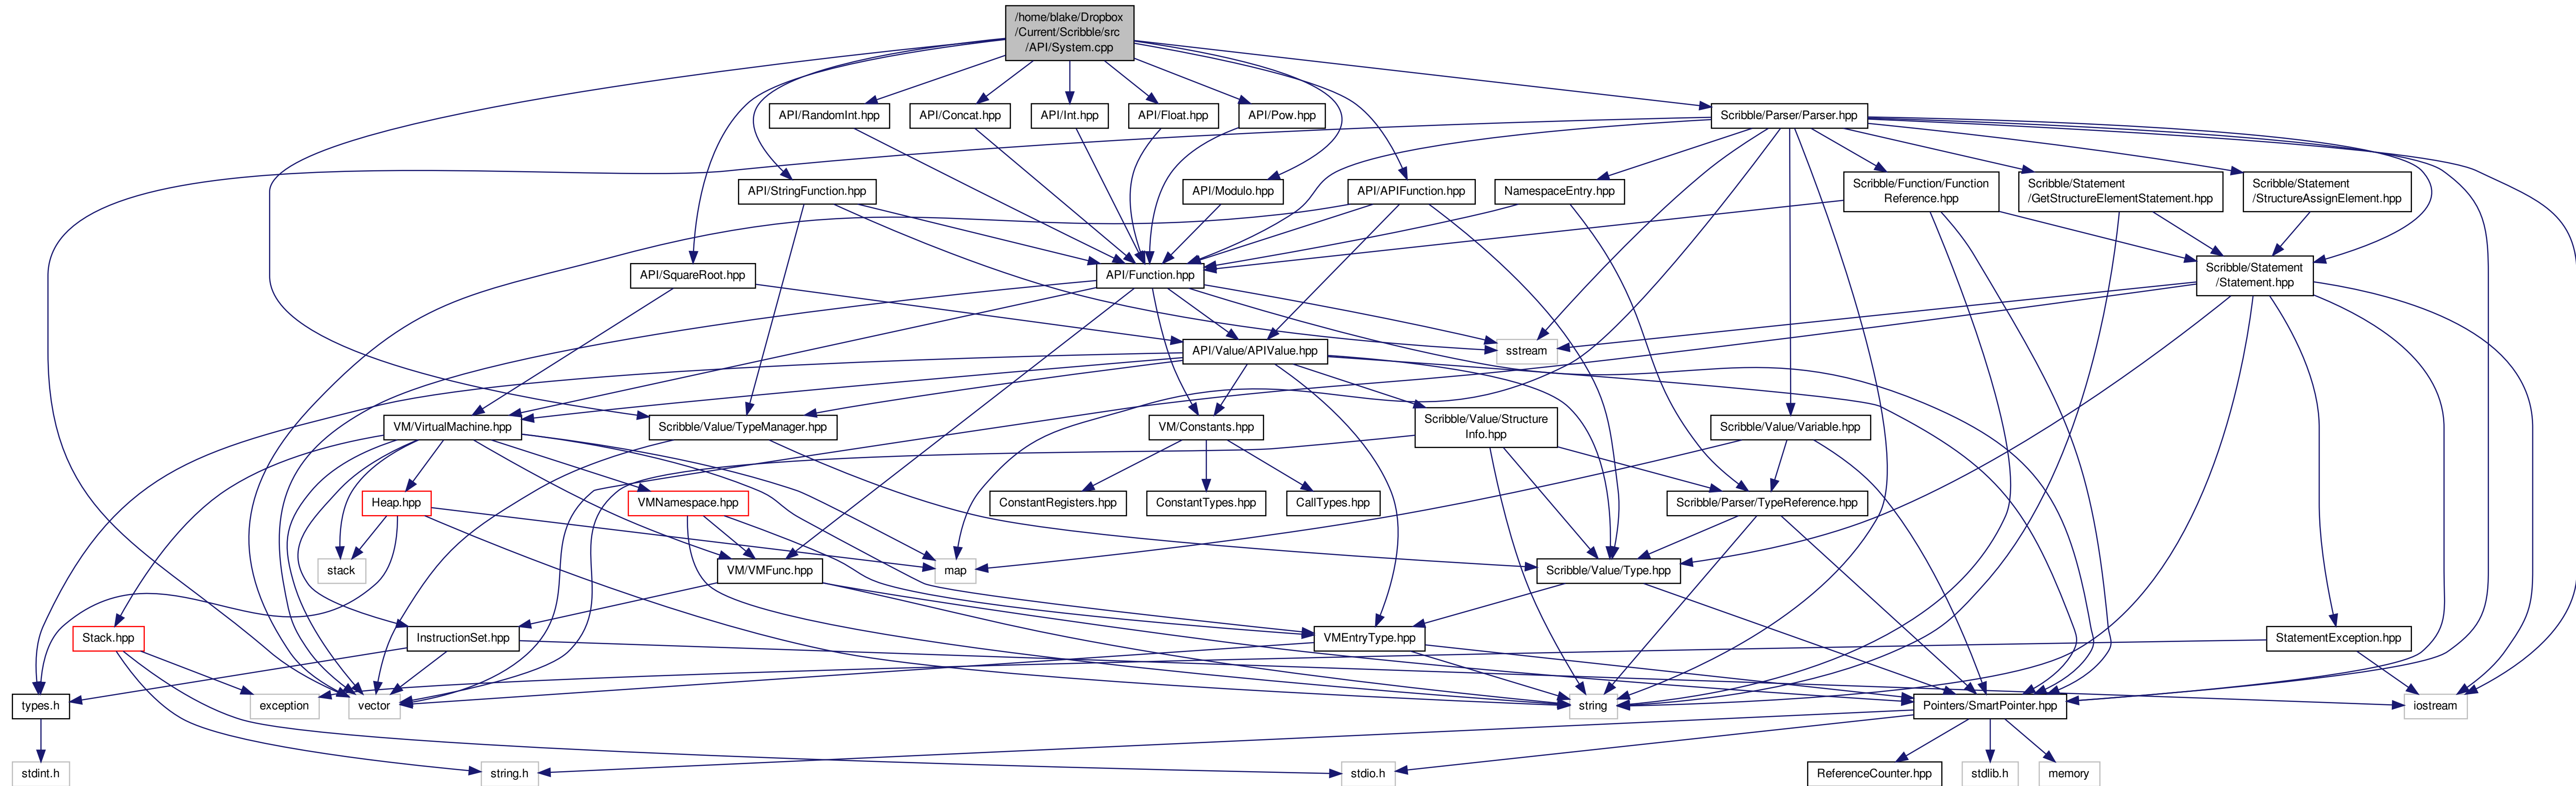 /home/blake/Dropbox
/Current/Scribble/src
/API/System.cpp
API/RandomInt.hpp
API/Concat.hpp
API/Int.hpp
API/Float.hpp
API/Pow.hpp
Scribble/Parser/Parser.hpp
API/StringFunction.hpp
API/Modulo.hpp
API/APIFunction.hpp
NamespaceEntry.hpp
Scribble/Function/Function
Reference.hpp
Scribble/Statement
/GetStructureElementStatement.hpp
Scribble/Statement
/StructureAssignElement.hpp
API/SquareRoot.hpp
API/Function.hpp
Scribble/Statement
/Statement.hpp
API/Value/APIValue.hpp
sstream
VM/VirtualMachine.hpp
Scribble/Value/TypeManager.hpp
VM/Constants.hpp
Scribble/Value/Structure
Info.hpp
Scribble/Value/Variable.hpp
Heap.hpp
VMNamespace.hpp
ConstantRegisters.hpp
ConstantTypes.hpp
CallTypes.hpp
Scribble/Parser/TypeReference.hpp
stack
VM/VMFunc.hpp
map
Scribble/Value/Type.hpp
Stack.hpp
InstructionSet.hpp
VMEntryType.hpp
StatementException.hpp
types.h
exception
vector
string
Pointers/SmartPointer.hpp
iostream
stdint.h
string.h
stdio.h
ReferenceCounter.hpp
stdlib.h
memory